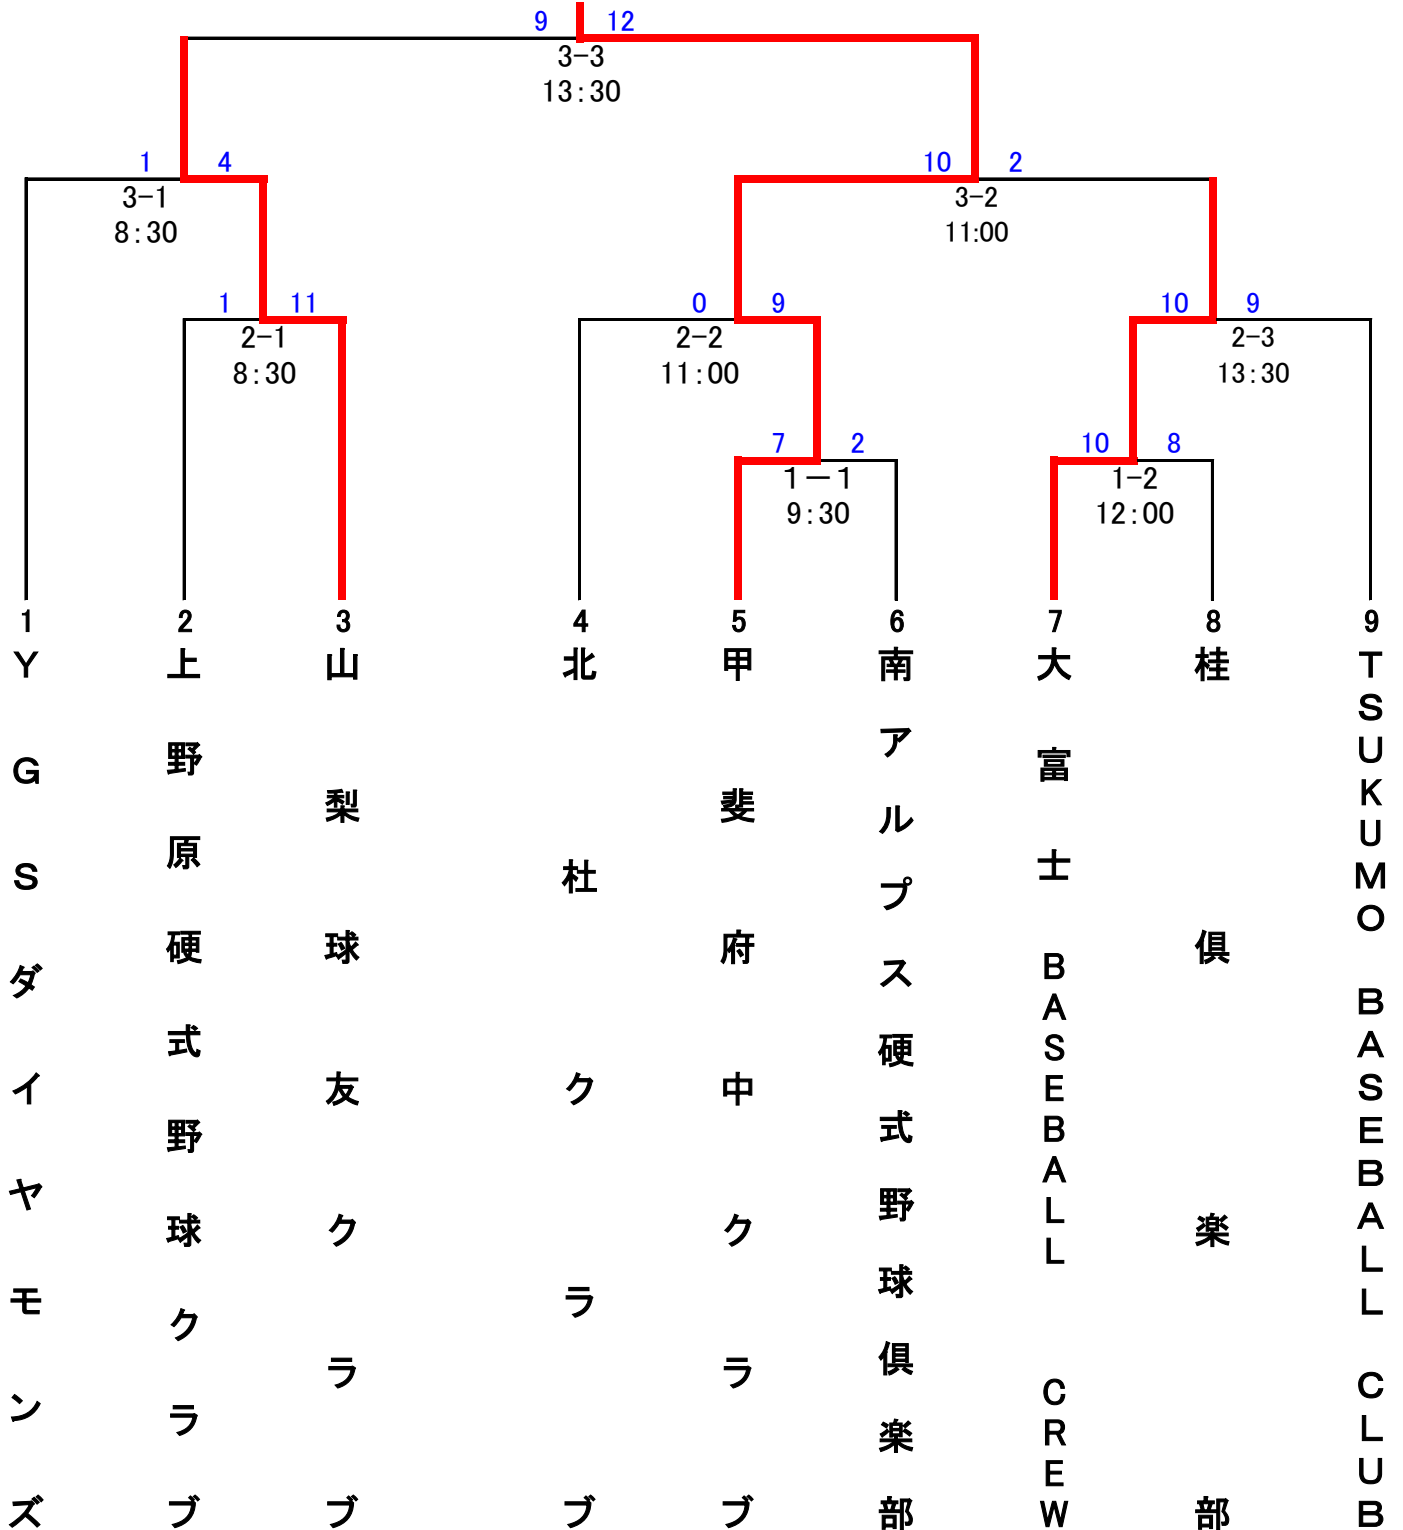 9 12
3-3
13:30
1 4
3-1
8:30
10 2
3-2
11:00
1 11
2-1
8:30
0 9
2-2
11:00
10 9
2-3
13:30
7 2
1－1
9:30
10 8
1-2
12:00
1 2 3 4 5 6 7 8 9
ＹＧＳダイヤモンズ
上野原硬式野球クラブ
山梨球友クラブ
北杜クラブ
甲斐府中クラブ
南アルプス硬式野球倶楽部
大富士 BASEBALL CREW
桂倶楽部
TSUKUMO BASEBALL CLUB